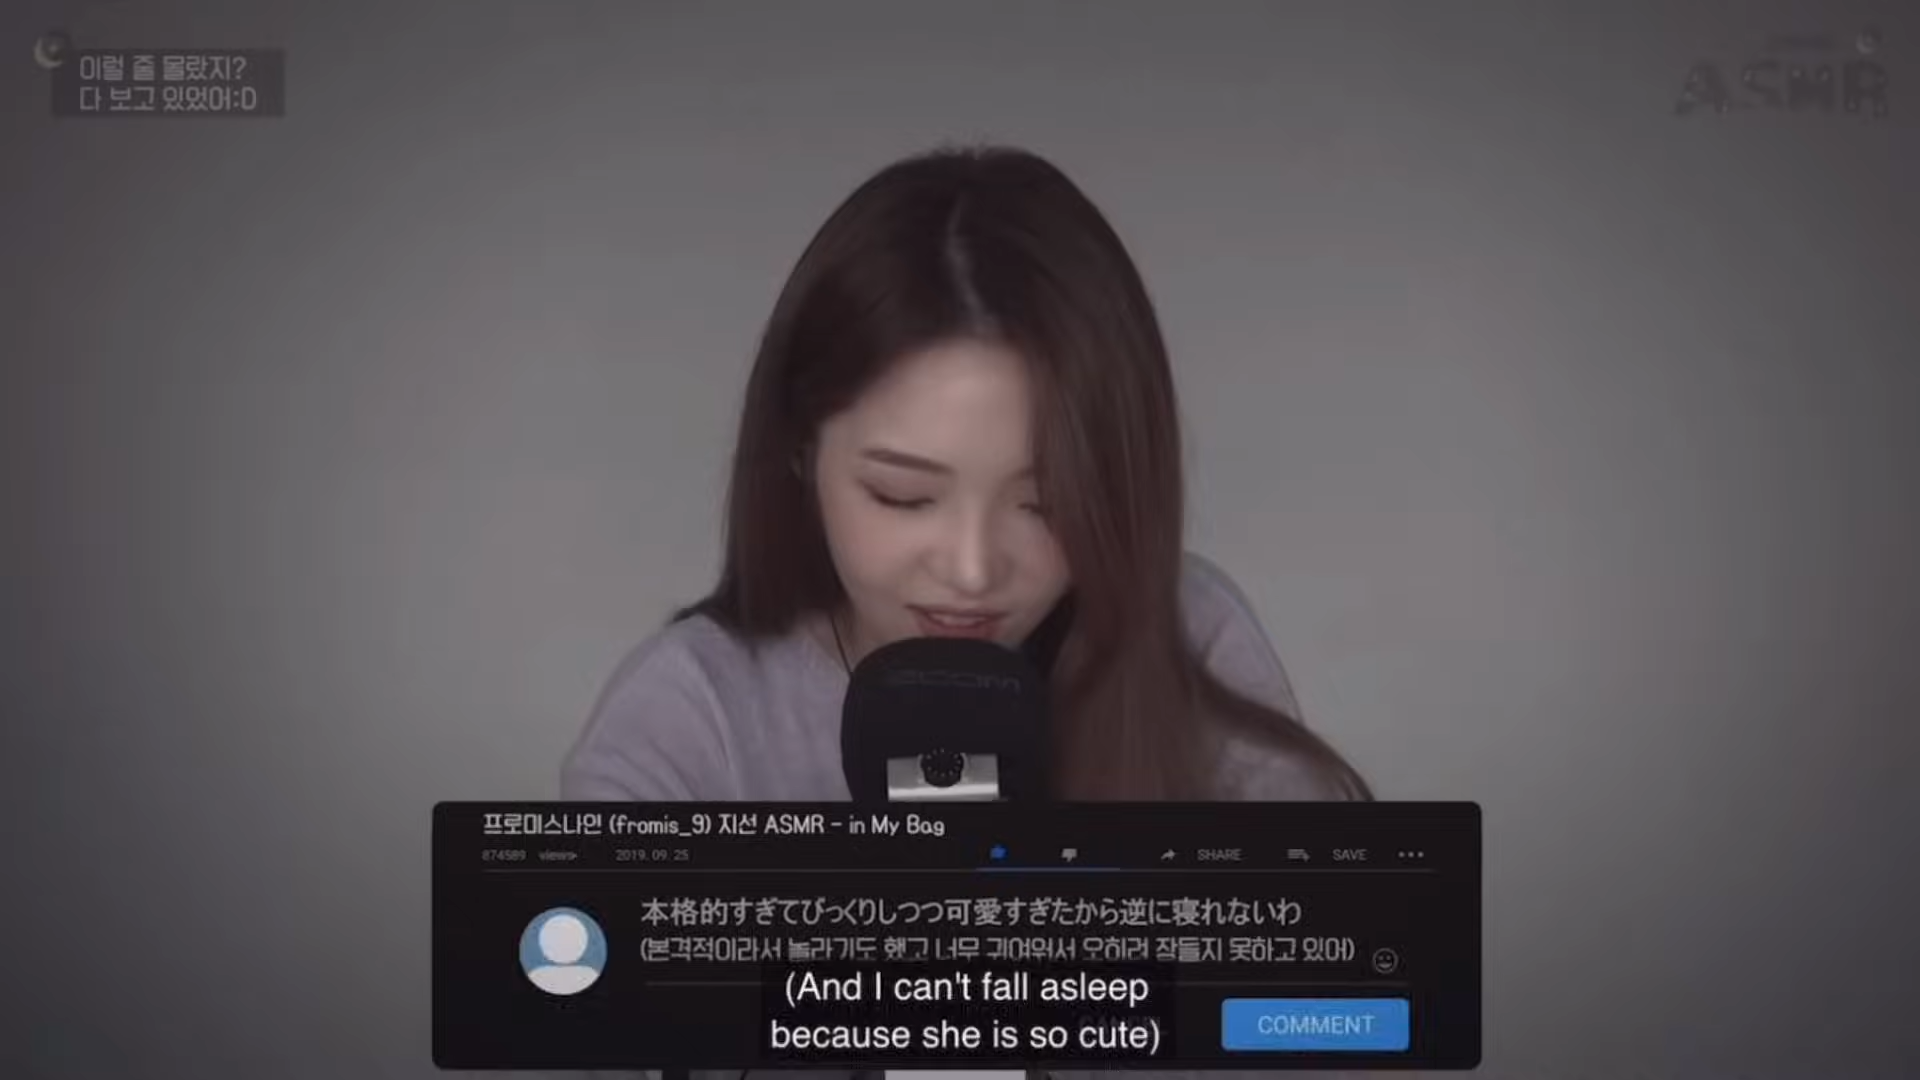 이럴 줄 몰랐지?
다 보고 있었어:D
ASMR
ZOOM
프로미스나인 (fromis_9) 지선 ASMR - in My Bag
874589 views 2019. 09. 25 SHARE SAVE
本格的すぎてびっくりしつつ可愛すぎたから逆に寝れないわ
(본격적이라서 놀라기도 했고 너무 귀여워서 오히려 잠들지 못하고 있어)
(And I can't fall asleep
because she is so cute)
CANCEL COMMENT